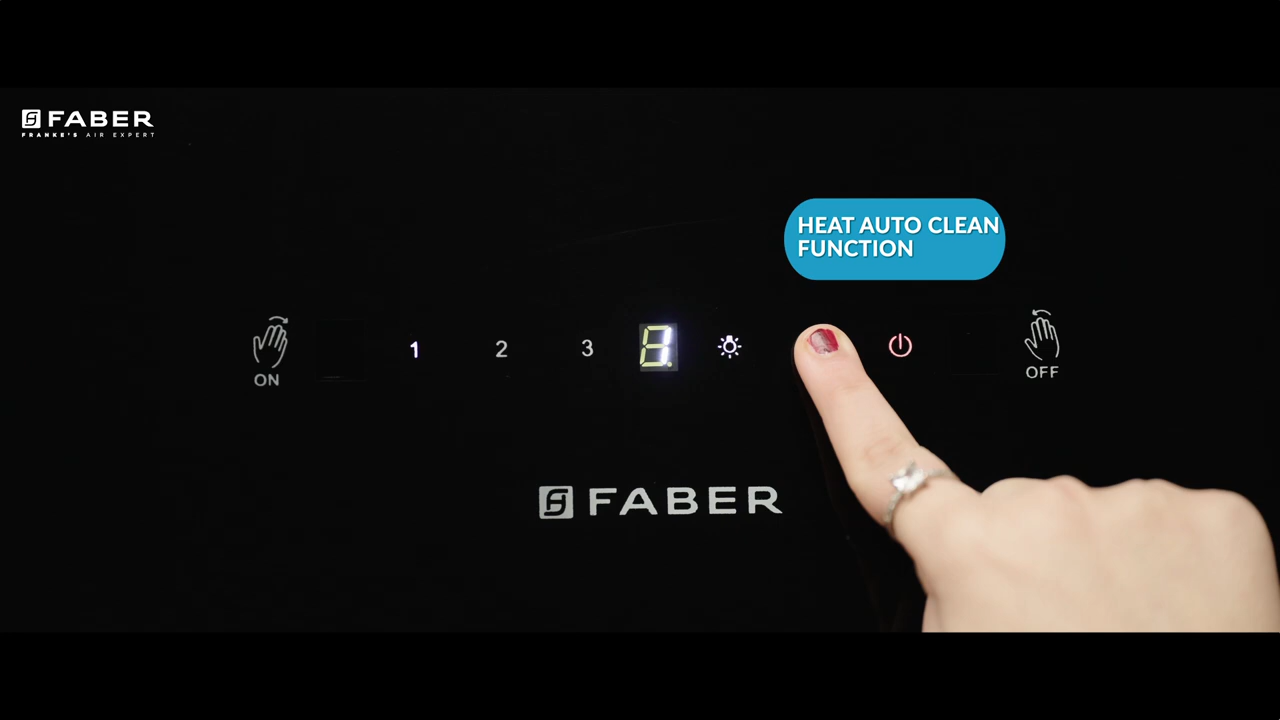 FABER
FRANKE'S AIR EXPERT
HEAT AUTO CLEAN
FUNCTION
1 2 3
ON
OFF
FABER